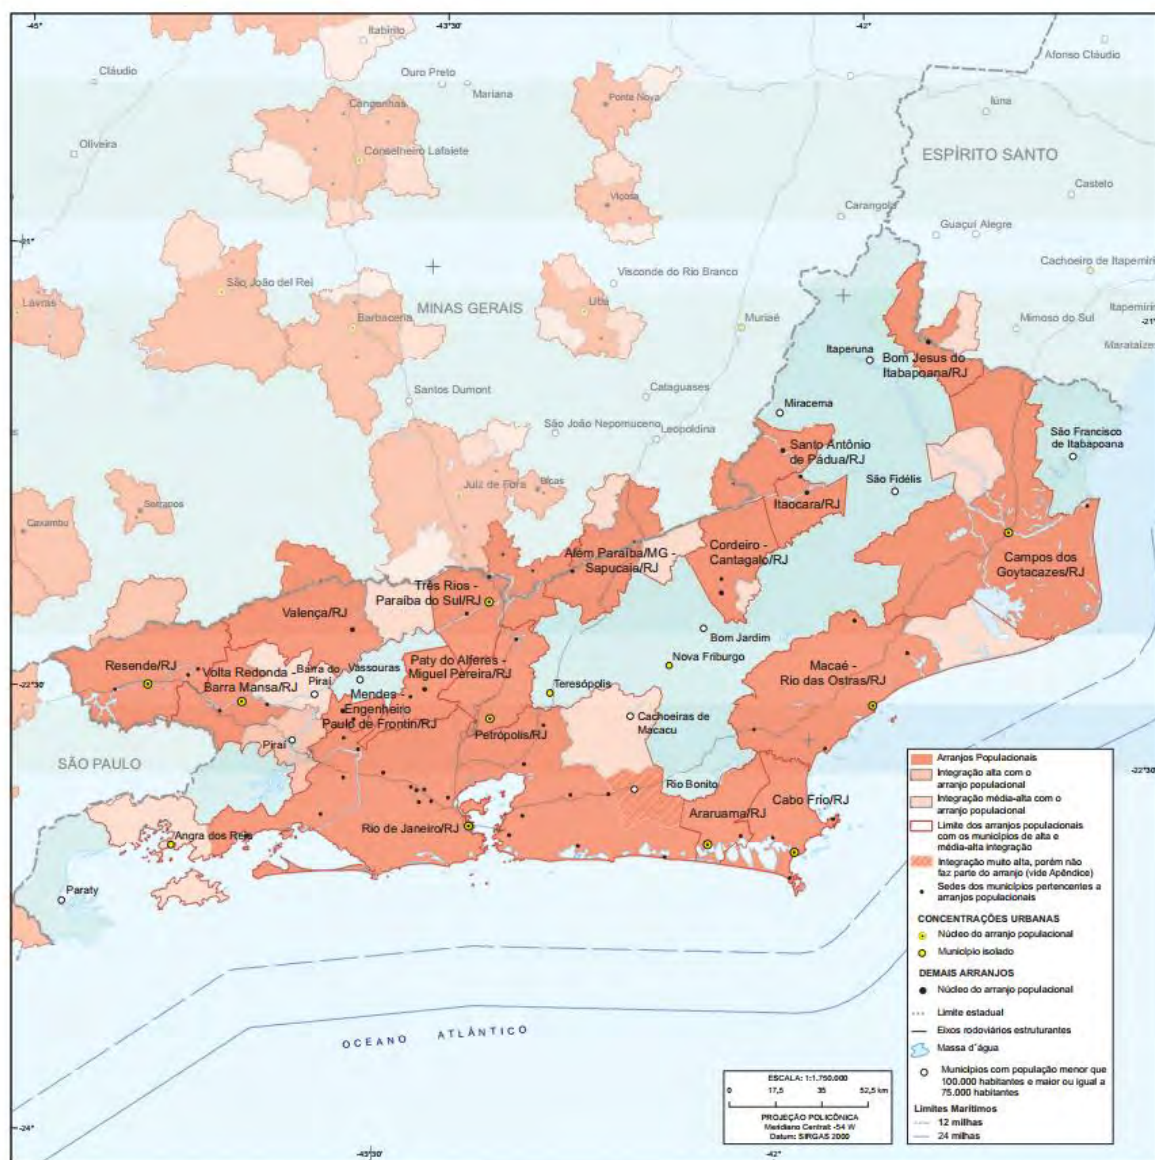 -45°
-43°30'
-42°
Itabirito
Afonso Cláudio
Cláudio
Ouro Preto
Mariana
Ponte Nova
Iúna
Congonhas
Oliveira
Conselheiro Lafaiete
ESPÍRITO SANTO
Viçosa
Castelo
Carangola
Guaçuí
Alegre
-21°
Visconde do Rio Branco
Cachoeiro de Itapemiri
São João del Rei
Lavras
MINAS GERAIS
Ubá
Itapemirim
Barbacena
Muriaé
Mimoso do Sul
-21°
Marataízes
Itaperuna
Bom Jesus do
Itabapoana/RJ
Cataguases
Santos Dumont
Miracema
São João Nepomuceno
Leopoldina
São Francisco
de Itabapoana
Santo Antônio
de Pádua/RJ
Juiz de Fora
Bicas
São Fidélis
Itaocara/RJ
Caxambu
Além Paraíba/MG -
Sapucaia/RJ
Cordeiro -
Cantagalo/RJ
Campos dos
Goytacazes/RJ
Três Rios -
Paraíba do Sul/RJ
Valença/RJ
Bom Jardim
Resende/RJ
Volta Redonda -
Barra Mansa/RJ
Barra do
Piraí
Vassouras
Paty do Alferes -
Miguel Pereira/RJ
Nova Friburgo
Macaé -
Rio das Ostras/RJ
-22°30'
Teresópolis
Mendes -
Engenheiro
Paulo de Frontin/RJ
Cachoeiras de
Macacu
Petrópolis/RJ
Piraí
SÃO PAULO
-22°30'
Rio Bonito
Cabo Frio/RJ
Araruama/RJ
Rio de Janeiro/RJ
Angra dos Reis
Paraty
OCEANO ATLÂNTICO
Arranjos Populacionais
Integração alta com o
arranjo populacional
Integração média-alta com o
arranjo populacional
Limite dos arranjos populacionais
com os municípios de alta e
média-alta integração
Integração muito alta, porém não
faz parte do arranjo (vide Apêndice)
Sedes dos municípios pertencentes a
arranjos populacionais
CONCENTRAÇÕES URBANAS
Núcleo do arranjo populacional
Município isolado
DEMAIS ARRANJOS
Núcleo do arranjo populacional
Limite estadual
Eixos rodoviários estruturantes
Massa d'água
Municípios com população menor que
100.000 habitantes e maior ou igual a
75.000 habitantes
Limites Marítimos
12 milhas
24 milhas
ESCALA: 1:1.750.000
0 17,5 35 52,5 km
PROJEÇÃO POLICÔNICA
Meridiano Central: -54 W
Datum: SIRGAS 2000
-24°
-43°30'
-42°